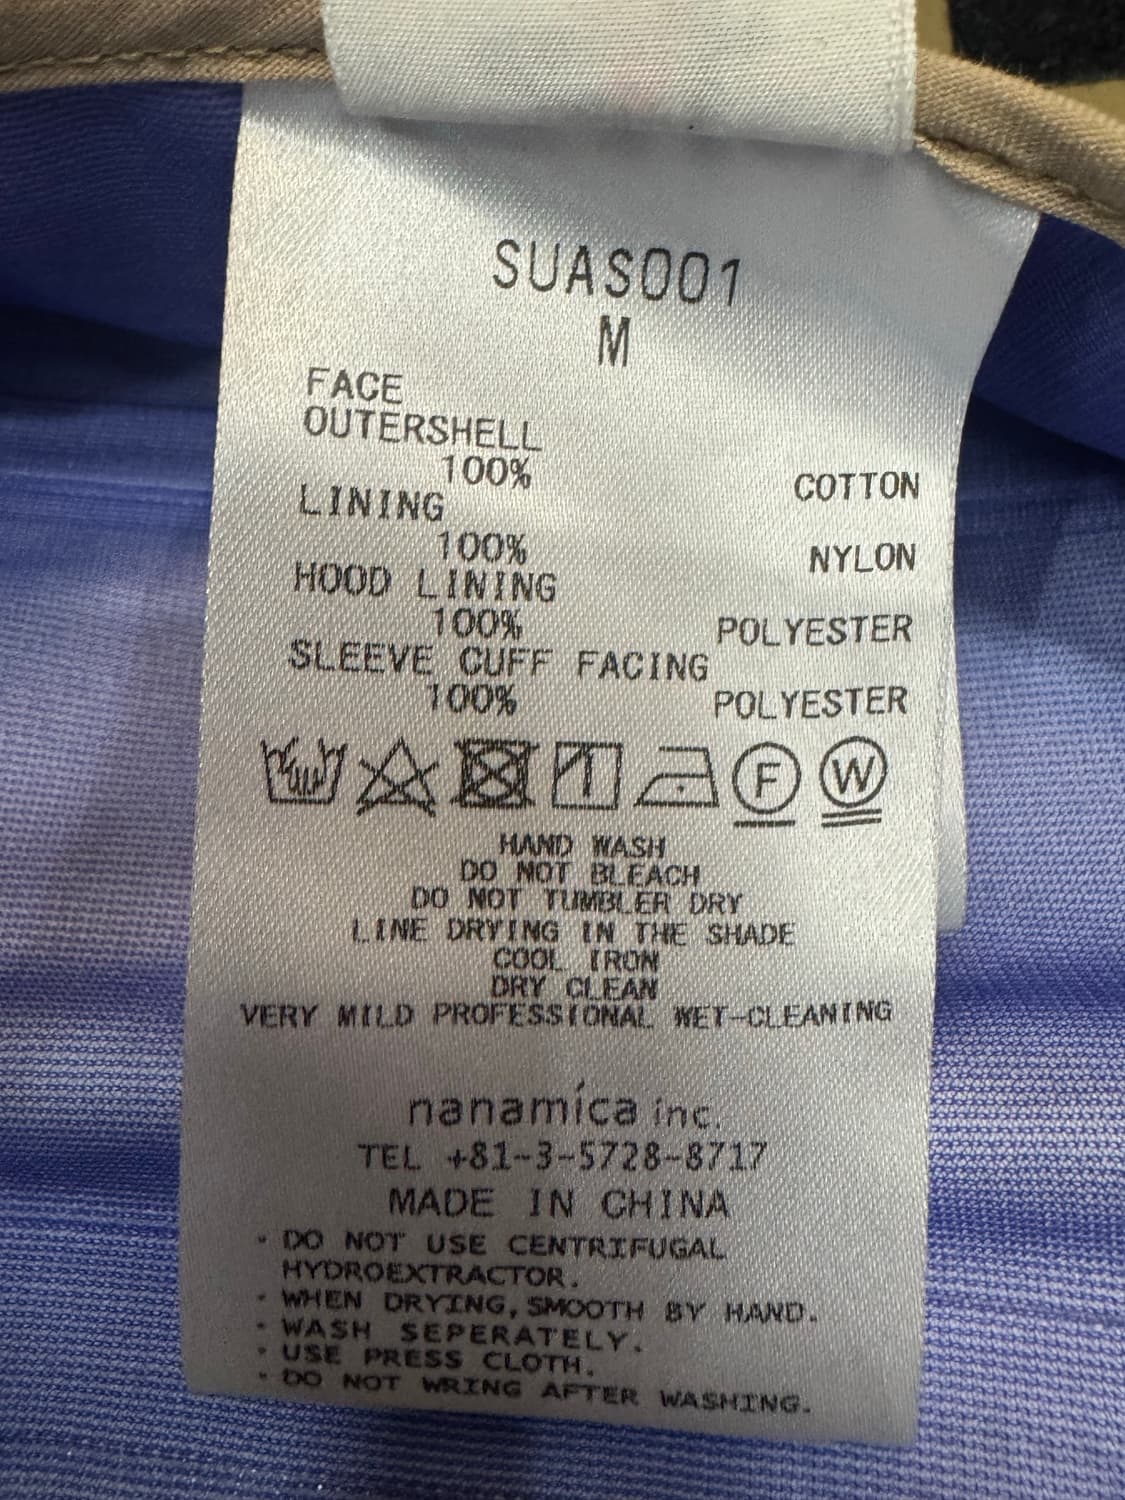 SUAS001
M
FACE
OUTERSHELL
100% COTTON
LINING
100% NYLON
HOOD LINING
100% POLYESTER
SLEEVE CUFF FACING
100% POLYESTER
F W
HAND WASH
DO NOT BLEACH
DO NOT TUMBLER DRY
LINE DRYING IN THE SHADE
COOL IRON
DRY CLEAN
VERY MILD PROFESSIONAL WET-CLEANING
nanamica inc.
TEL +81-3-5728-8717
MADE IN CHINA
・DO NOT USE CENTRIFUGAL
HYDROEXTRACTOR.
・WHEN DRYING,SMOOTH BY HAND.
・WASH SEPERATELY.
・USE PRESS CLOTH.
・DO NOT WRING AFTER WASHING.